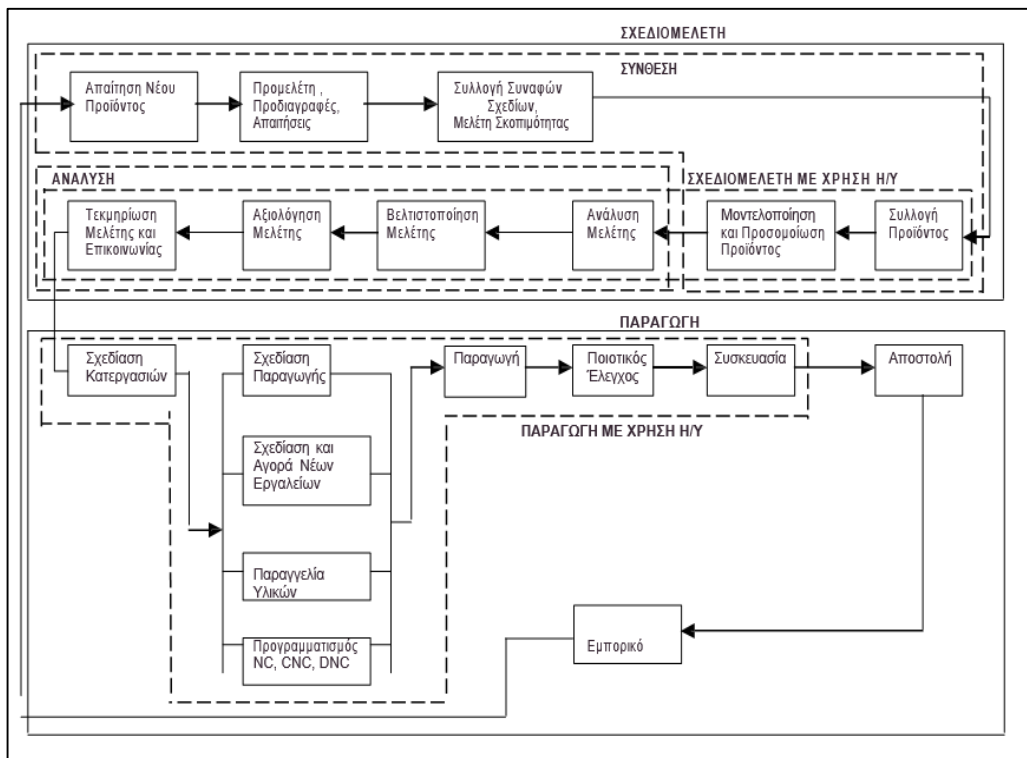 ΣΧΕΔΙΟΜΕΛΕΤΗ
ΣΥΝΘΕΣΗ
Απαίτηση Νέου
Προϊόντος
Προμελέτη ,
Προδιαγραφές,
Απαιτήσεις
Συλλογή Συναφών
Σχεδίων,
Μελέτη Σκοπιμότητας
ΑΝΑΛΥΣΗ
ΣΧΕΔΙΟΜΕΛΕΤΗ ΜΕ ΧΡΗΣΗ Η/Υ
Τεκμηρίωση
Μελέτης και
Επικοινωνίας
Αξιολόγηση
Μελέτης
Βελτιστοποίηση
Μελέτης
Ανάλυση
Μελέτης
Μοντελοποίηση
και Προσομοίωση
Προϊόντος
Συλλογή
Προϊόντος
ΠΑΡΑΓΩΓΗ
Σχεδίαση
Κατεργασιών
Σχεδίαση
Παραγωγής
Παραγωγή
Ποιοτικός
Έλεγχος
Συσκευασία
Αποστολή
ΠΑΡΑΓΩΓΗ ΜΕ ΧΡΗΣΗ Η/Υ
Σχεδίαση και
Αγορά Νέων
Εργαλείων
Παραγγελία
Υλικών
Προγραμματισμός
NC, CNC, DNC
Εμπορικό